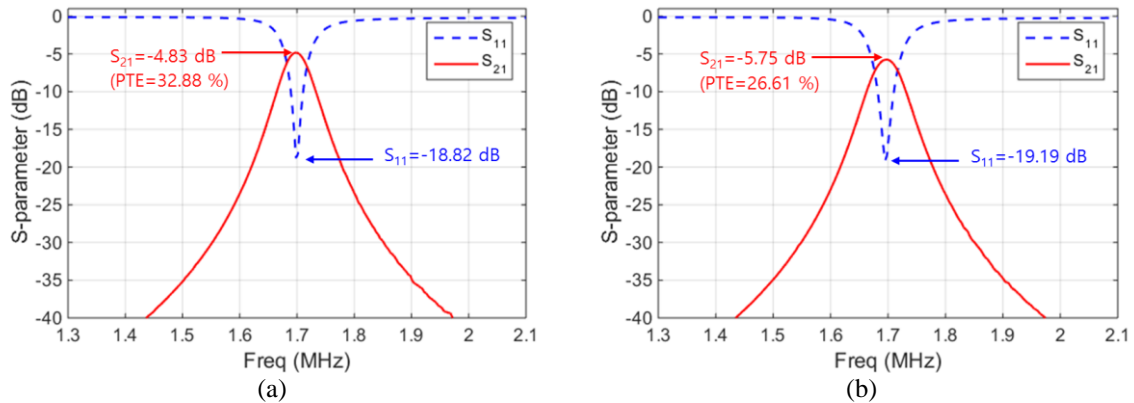 0
-5
-10
-15
-20
-25
-30
-35
-40
1.3 1.4 1.5 1.6 1.7 1.8 1.9 2 2.1
S-parameter (dB)
Freq (MHz)
S₁₁
S₂₁
S₂₁=-4.83 dB
(PTE=32.88 %)
S₁₁=-18.82 dB
(a)
0
-5
-10
-15
-20
-25
-30
-35
-40
1.3 1.4 1.5 1.6 1.7 1.8 1.9 2 2.1
S-parameter (dB)
Freq (MHz)
S₁₁
S₂₁
S₂₁=-5.75 dB
(PTE=26.61 %)
S₁₁=-19.19 dB
(b)